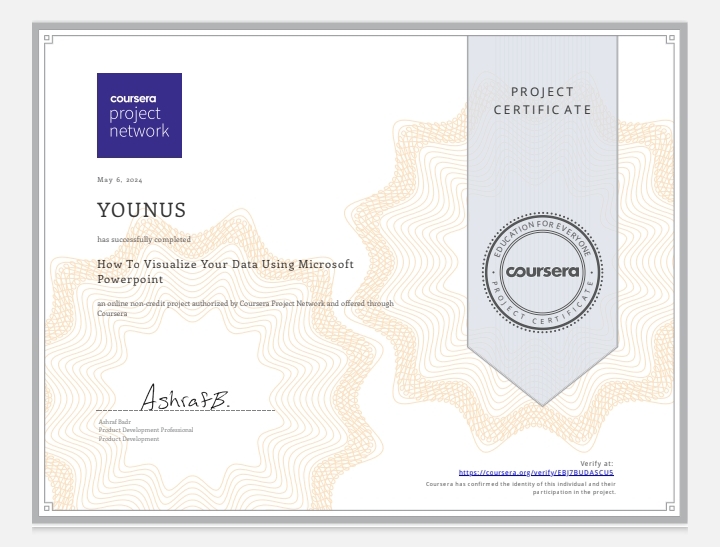 coursera
project
network
PROJECT
CERTIFICATE
May 6, 2024
YOUNUS
has successfully completed
How To Visualize Your Data Using Microsoft
Powerpoint
an online non-credit project authorized by Coursera Project Network and offered through
Coursera
EDUCATION FOR EVERYONE
coursera
PROJECT CERTIFICATE
AshrafB.
Ashraf Badr
Product Development Professional
Product Development
Verify at:
https://coursera.org/verify/EBJ7BUDASCUS
Coursera has confirmed the identity of this individual and their
participation in the project.